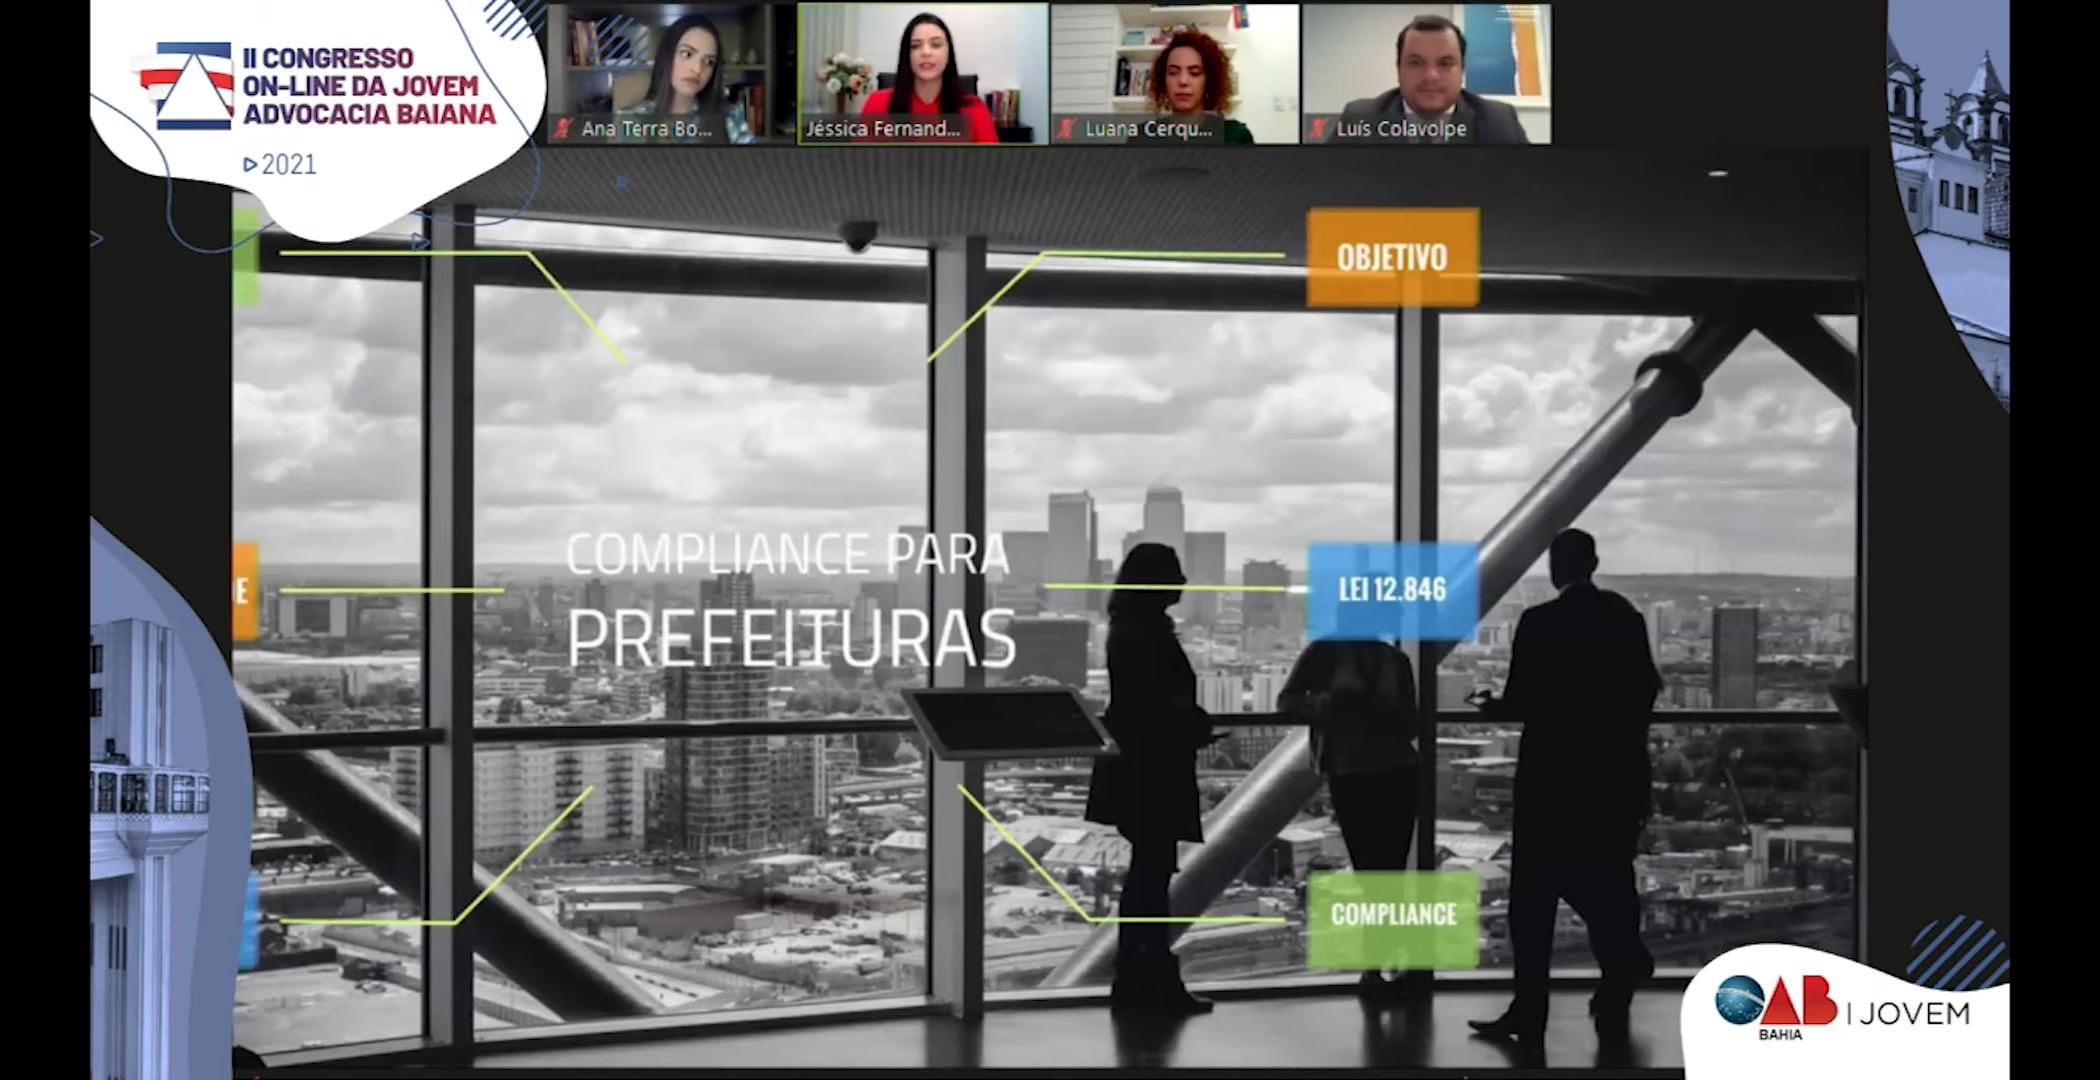 II CONGRESSO
ON-LINE DA JOVEM
ADVOCACIA BAIANA
2021
Ana Terra Bo...
Jéssica Fernand...
Luana Cerqu...
Luís Colavolpe
OBJETIVO
COMPLIANCE PARA
PREFEITURAS
E
LEI 12.846
COMPLIANCE
OAB
BAHIA
| JOVEM